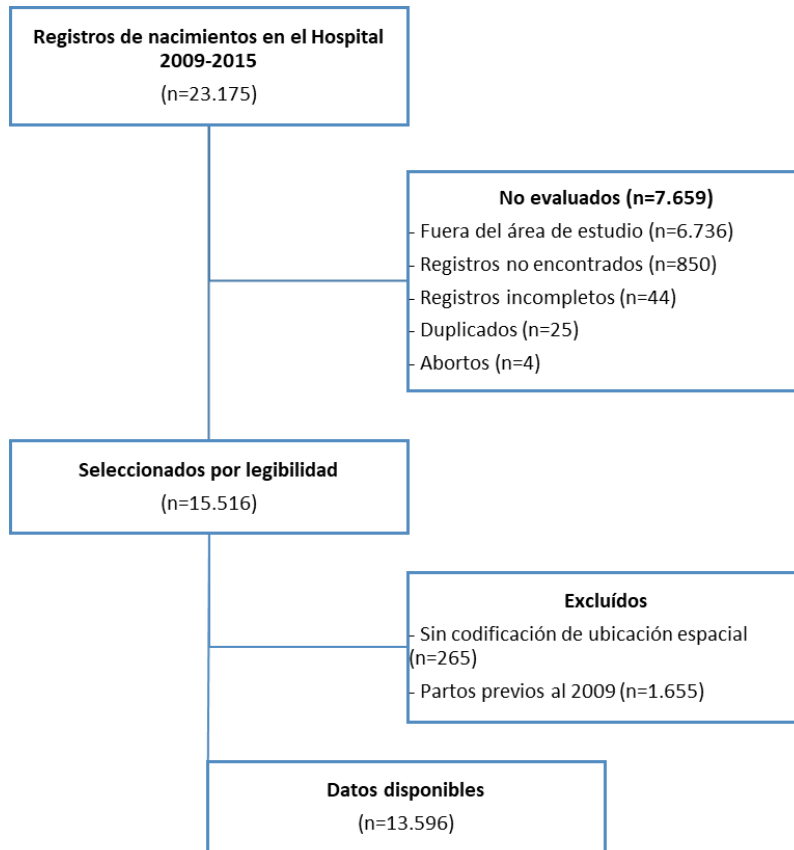 Registros de nacimientos en el Hospital
2009-2015
(n=23.175)
No evaluados (n=7.659)
- Fuera del área de estudio (n=6.736)
- Registros no encontrados (n=850)
- Registros incompletos (n=44)
- Duplicados (n=25)
- Abortos (n=4)
Seleccionados por legibilidad
(n=15.516)
Excluídos
- Sin codificación de ubicación espacial
(n=265)
- Partos previos al 2009 (n=1.655)
Datos disponibles
(n=13.596)